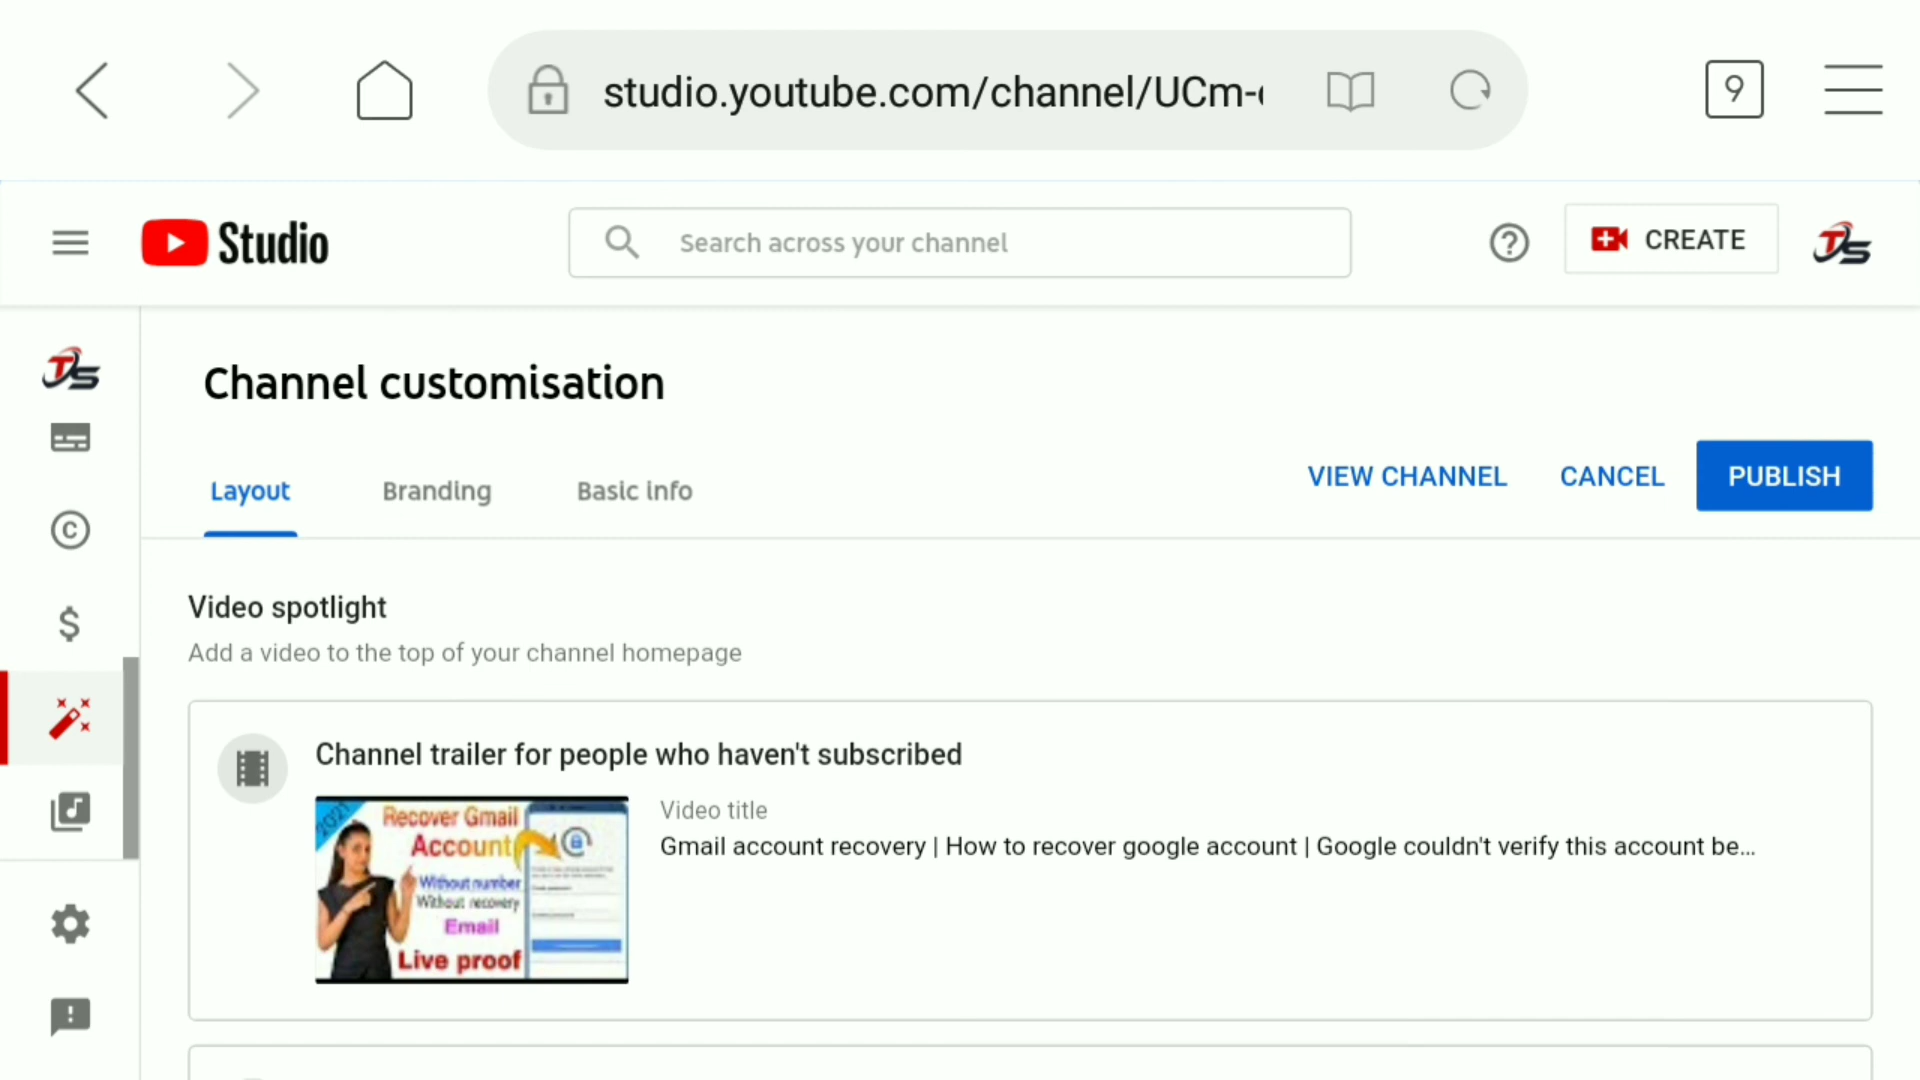 studio.youtube.com/channel/UCm-
9
Studio
Search across your channel
CREATE
TS
TS
Channel customisation
Layout
Branding
Basic info
VIEW CHANNEL
CANCEL
PUBLISH
Video spotlight
Add a video to the top of your channel homepage
Channel trailer for people who haven't subscribed
2021
Recover Gmail
Account
Without number
Without recovery
Email
Live proof
Video title
Gmail account recovery | How to recover google account | Google couldn't verify this account be...